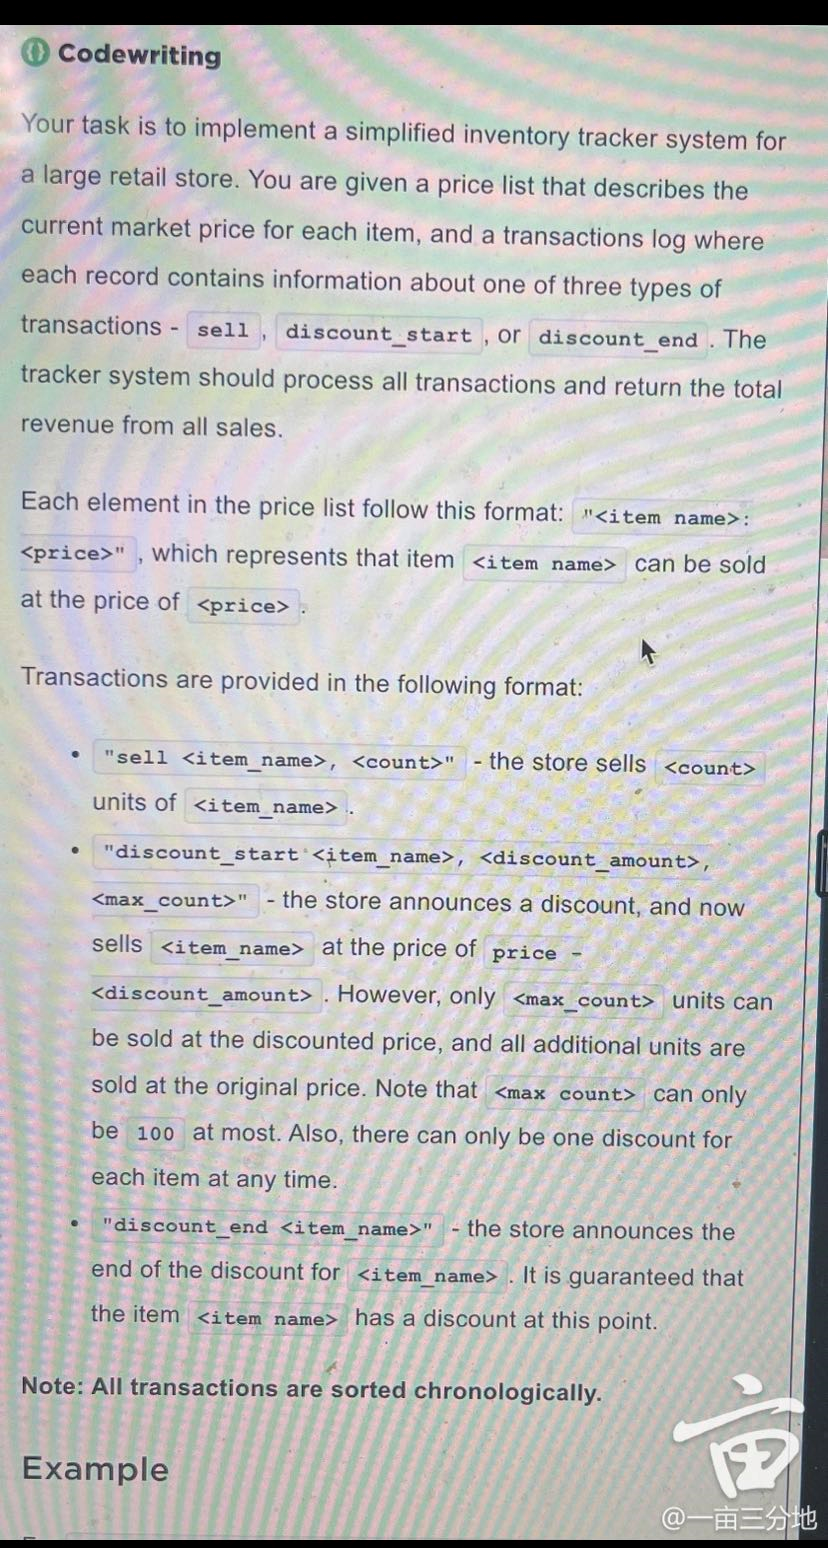 Codewriting
Your task is to implement a simplified inventory tracker system for
a large retail store. You are given a price list that describes the
current market price for each item, and a transactions log where
each record contains information about one of three types of
transactions - sell , discount_start , or discount_end . The
tracker system should process all transactions and return the total
revenue from all sales.
Each element in the price list follow this format: "<item name>:
<price>" , which represents that item <item name> can be sold
at the price of <price> .
Transactions are provided in the following format:
• "sell <item_name>, <count>" - the store sells <count>
units of <item_name> .
• "discount_start <item_name>, <discount_amount>,
<max_count>" - the store announces a discount, and now
sells <item_name> at the price of price -
<discount_amount> . However, only <max_count> units can
be sold at the discounted price, and all additional units are
sold at the original price. Note that <max count> can only
be 100 at most. Also, there can only be one discount for
each item at any time.
• "discount_end <item_name>" - the store announces the
end of the discount for <item_name> . It is guaranteed that
the item <item name> has a discount at this point.
Note: All transactions are sorted chronologically.
Example
亩
@一亩三分地